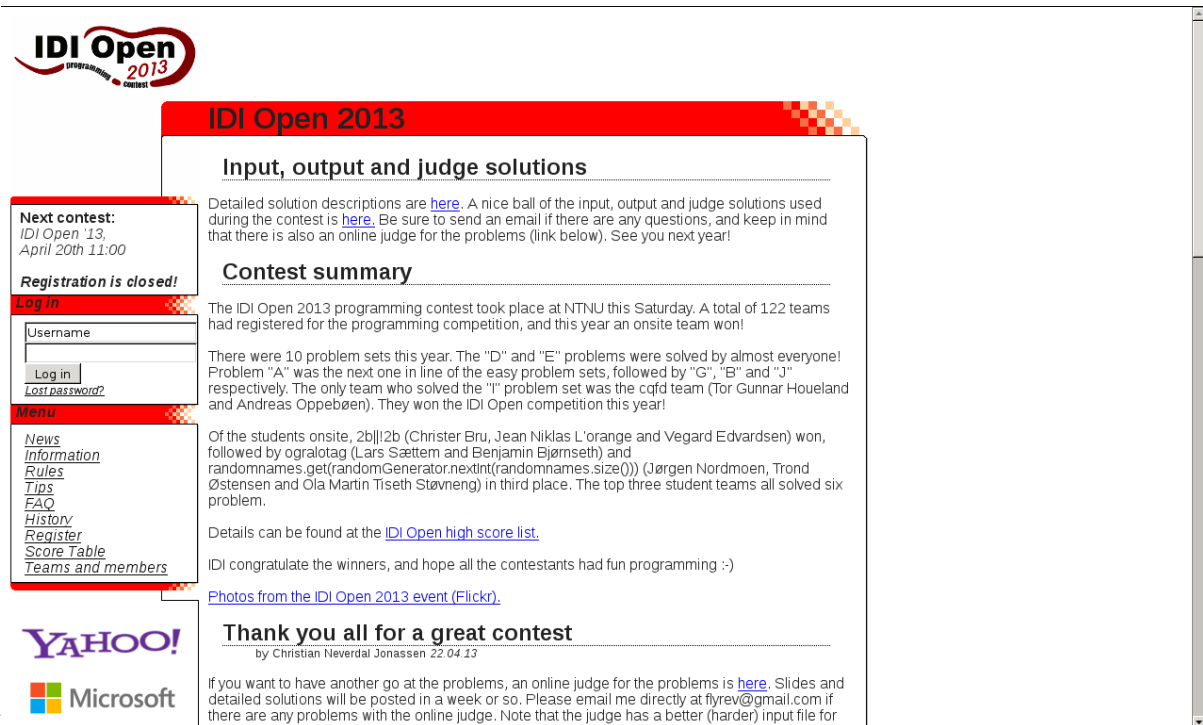 IDI Open
programming
2013
contest
IDI Open 2013
Input, output and judge solutions
Detailed solution descriptions are here. A nice ball of the input, output and judge solutions used
during the contest is here. Be sure to send an email if there are any questions, and keep in mind
that there is also an online judge for the problems (link below). See you next year!
Contest summary
The IDI Open 2013 programming contest took place at NTNU this Saturday. A total of 122 teams
had registered for the programming competition, and this year an onsite team won!
There were 10 problem sets this year. The "D" and "E" problems were solved by almost everyone!
Problem "A" was the next one in line of the easy problem sets, followed by "G", "B" and "J"
respectively. The only team who solved the "I" problem set was the cqfd team (Tor Gunnar Houeland
and Andreas Oppebøen). They won the IDI Open competition this year!
Of the students onsite, 2b||!2b (Christer Bru, Jean Niklas L'orange and Vegard Edvardsen) won,
followed by ogralotag (Lars Sættem and Benjamin Bjørnseth) and
randomnames.get(randomGenerator.nextInt(randomnames.size())) (Jørgen Nordmoen, Trond
Østensen and Ola Martin Tiseth Støvneng) in third place. The top three student teams all solved six
problem.
Details can be found at the IDI Open high score list.
IDI congratulate the winners, and hope all the contestants had fun programming :-)
Photos from the IDI Open 2013 event (Flickr).
Thank you all for a great contest
by Christian Neverdal Jonassen 22.04.13
If you want to have another go at the problems, an online judge for the problems is here. Slides and
detailed solutions will be posted in a week or so. Please email me directly at flyrev@gmail.com if
there are any problems with the online judge. Note that the judge has a better (harder) input file for
Next contest:
IDI Open '13,
April 20th 11:00
Registration is closed!
Log in
Username
Log in
Lost password?
Menu
News
Information
Rules
Tips
FAQ
History
Register
Score Table
Teams and members
YAHOO!
Microsoft